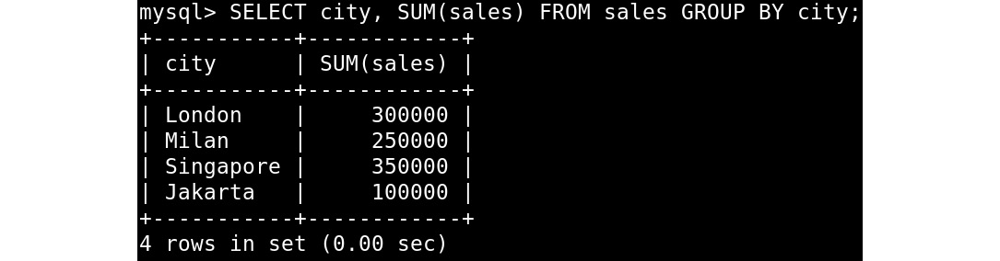 mysql> SELECT city, SUM(sales) FROM sales GROUP BY city;
+-----------+------------+
| city      | SUM(sales) |
+-----------+------------+
| London    |     300000 |
| Milan     |     250000 |
| Singapore |     350000 |
| Jakarta   |     100000 |
+-----------+------------+
4 rows in set (0.00 sec)